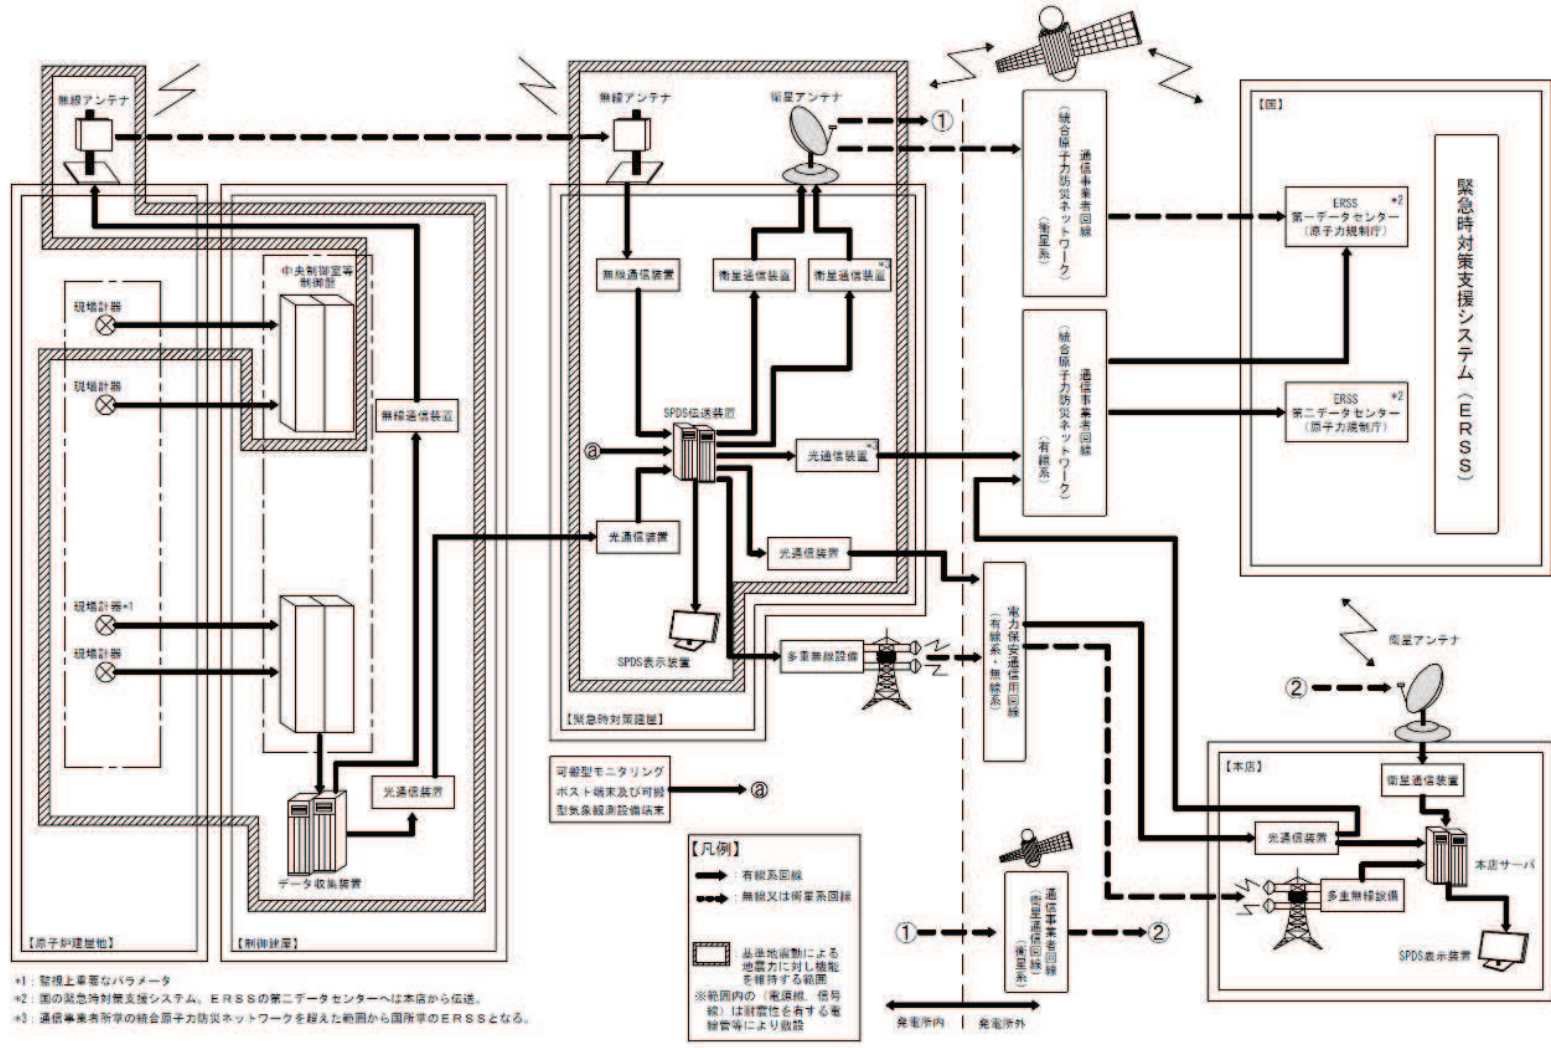 無線アンテナ
現場計器
現場計器
現場計器*1
現場計器
中央制御室等
制御盤
無線通信装置
光通信装置
データ収集装置
【原子炉建屋他】
【制御建屋】
無線アンテナ
衛星アンテナ
①
無線通信装置
衛星通信装置
衛星通信装置
*3
SPDS伝送装置
ⓐ
光通信装置
*3
光通信装置
光通信装置
SPDS表示装置
多重無線設備
【緊急時対策建屋】
可搬型モニタリング
ポスト端末及び可搬
型気象観測設備端末
ⓐ
通信事業者回線
(統合原子力防災ネットワーク)
(衛星系)
通信事業者回線
(統合原子力防災ネットワーク)
(有線系)
電力保安通信用回線
(有線系・無線系)
【国】
ERSS
*2
第一データセンター
(原子力規制庁)
ERSS
*2
第二データセンター
(原子力規制庁)
緊急時対策支援システム(ERSS)
衛星アンテナ
②
【本店】
衛星通信装置
光通信装置
本店サーバ
多重無線設備
SPDS表示装置
①
通信事業者回線
(衛星通信回線)
(衛星系)
②
発電所内
発電所外
【凡例】
:有線系回線
:無線又は衛星系回線
:基準地震動による
地震力に対し機能
を維持する範囲
※範囲内の(電源線、信号
線)は耐震性を有する電
線管等により敷設
*1:監視上重要なパラメータ
*2:国の緊急時対策支援システム。ERSSの第二データセンターへは本店から伝送。
*3:通信事業者所掌の統合原子力防災ネットワークを超えた範囲から国所掌のERSSとなる。